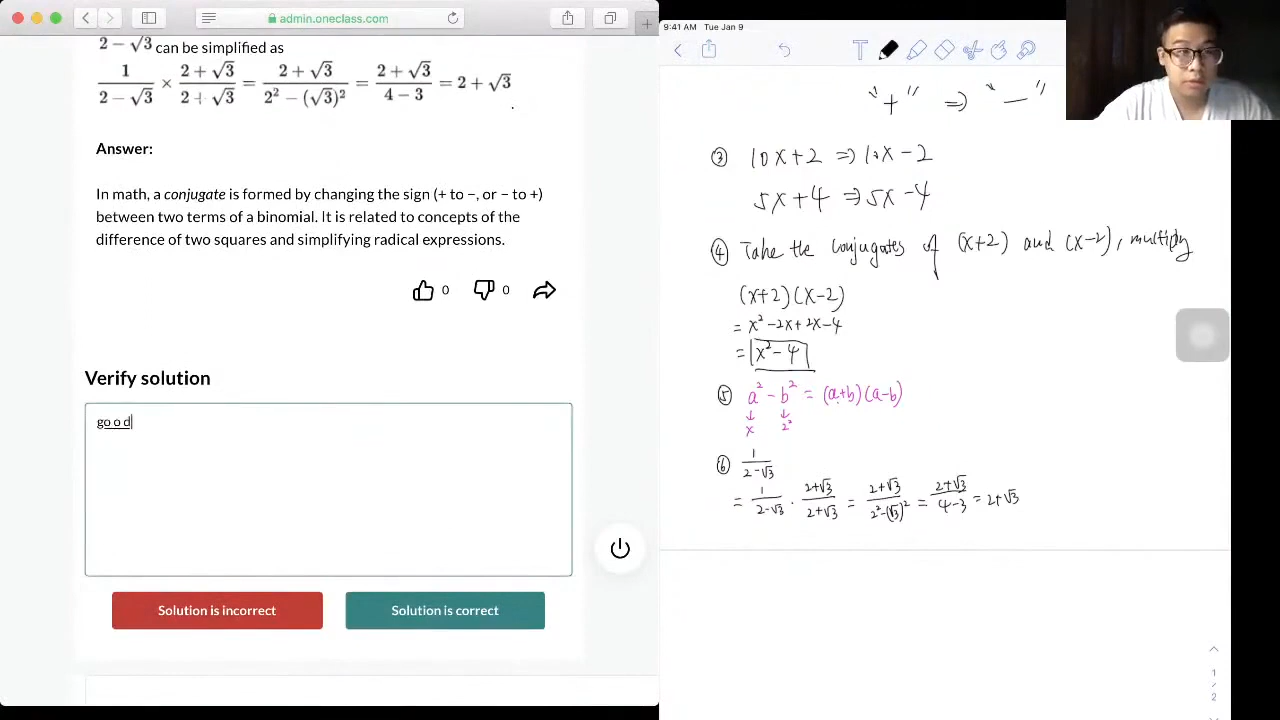 admin.oneclass.com
2 − √3 can be simplified as
1/(2 − √3) × (2 + √3)/(2 + √3) = (2 + √3)/(2² − (√3)²) = (2 + √3)/(4 − 3) = 2 + √3
Answer:
In math, a conjugate is formed by changing the sign (+ to −, or − to +)
between two terms of a binomial. It is related to concepts of the
difference of two squares and simplifying radical expressions.
0 0
Verify solution
go o d
Solution is incorrect Solution is correct
9:41 AM Tue Jan 9
"+" ⇒ "−"
③ 10x+2 ⇒ 10x−2
5x+4 ⇒ 5x−4
④ Take the conjugates of (x+2) and (x−2), multiply
(x+2)(x−2)
= x² −2x+2x−4
= x²−4
⑤ a² − b² = (a+b)(a−b)
↓ ↓
x 2²
⑥ 1/(2−√3)
= 1/(2−√3) · (2+√3)/(2+√3) = (2+√3)/(2²−(√3)²) = (2+√3)/(4−3) = 2+√3
1
/
2